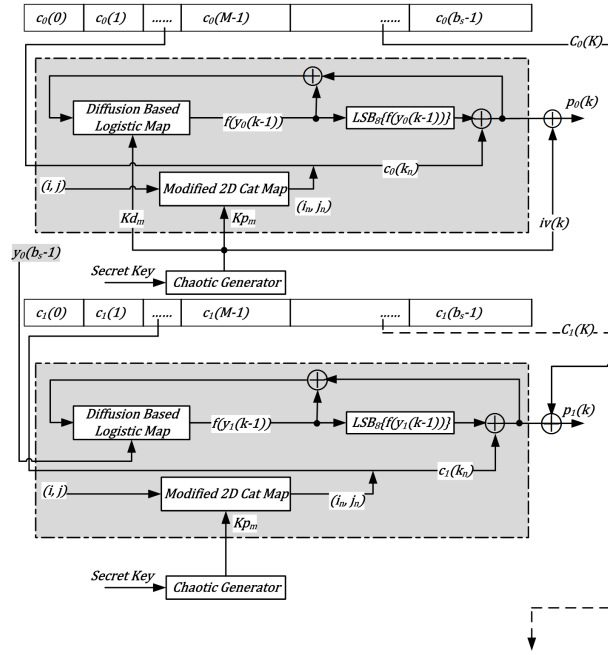 c₀(0) c₀(1) ...... c₀(M-1) ...... c₀(bₛ-1)
C₀(K)
Diffusion Based
Logistic Map
f(y₀(k-1))
LSB₈{f(y₀(k-1))}
p₀(k)
c₀(kₙ)
(i, j)
Modified 2D Cat Map
(iₙ, jₙ)
Kdₘ
Kpₘ
iv(k)
y₀(bₛ-1)
Secret Key
Chaotic Generator
c₁(0) c₁(1) ...... c₁(M-1) ...... c₁(bₛ-1)
C₁(K)
Diffusion Based
Logistic Map
f(y₁(k-1))
LSB₈{f(y₁(k-1))}
p₁(k)
c₁(kₙ)
(i, j)
Modified 2D Cat Map
(iₙ, jₙ)
Kpₘ
Secret Key
Chaotic Generator